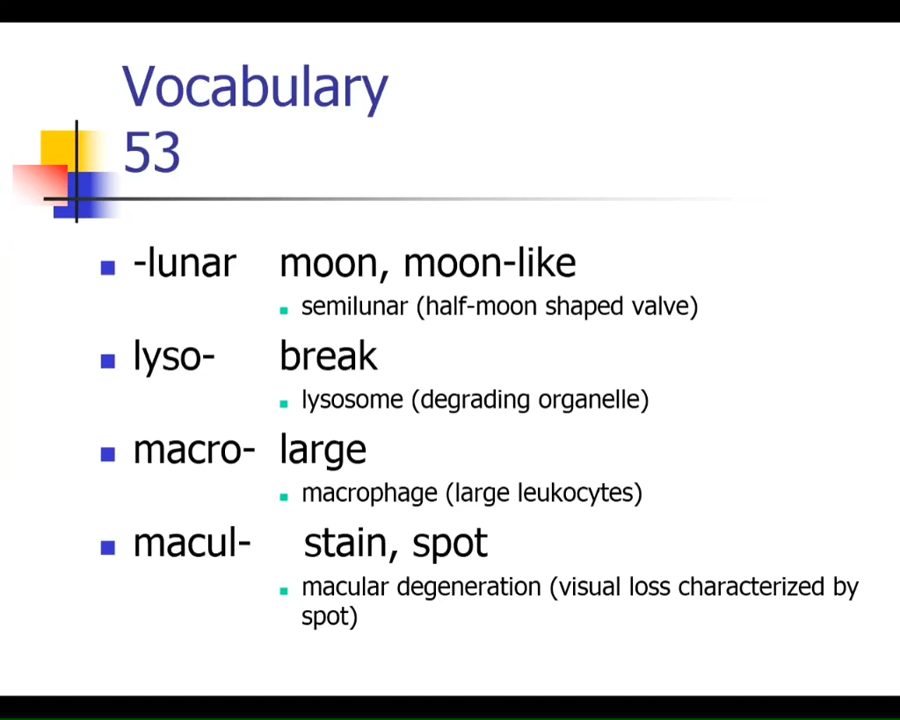 Vocabulary
53
-lunar moon, moon-like
semilunar (half-moon shaped valve)
lyso- break
lysosome (degrading organelle)
macro- large
macrophage (large leukocytes)
macul- stain, spot
macular degeneration (visual loss characterized by
spot)